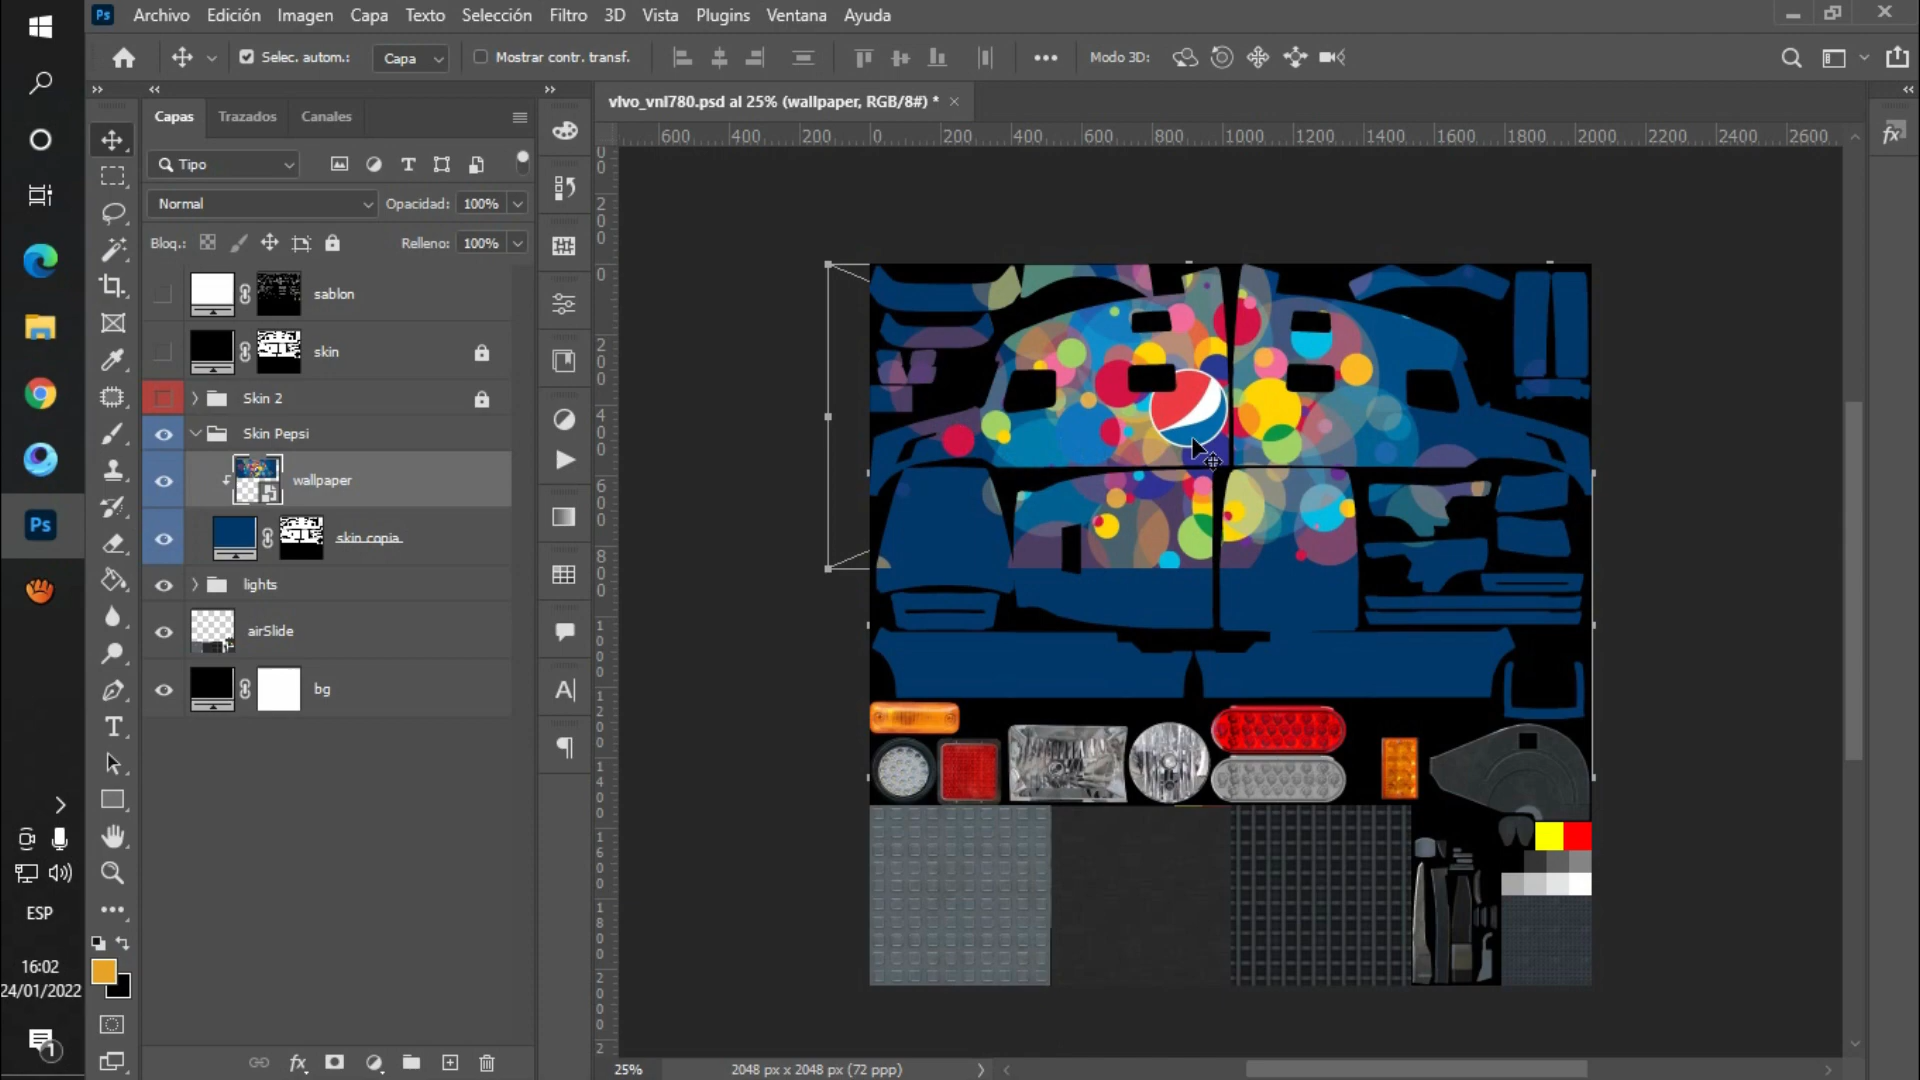 Ps Archivo Edición Imagen Capa Texto Selección Filtro 3D Vista Plugins Ventana Ayuda
Selec. autom.: Capa Mostrar contr. transf. Modo 3D:
Capas Trazados Canales
vlvo_vnl780.psd al 25% (wallpaper, RGB/8#) *
600 400 200 0 200 400 600 800 1000 1200 1400 1600 1800 2000 2200 2400 2600
Tipo
Normal Opacidad: 100%
Bloq.: Relleno: 100%
sablon
skin
Skin 2
Skin Pepsi
wallpaper
skin copia
lights
airSlide
bg
Ps
ESP
16:02
24/01/2022
1
25% 2048 px x 2048 px (72 ppp)